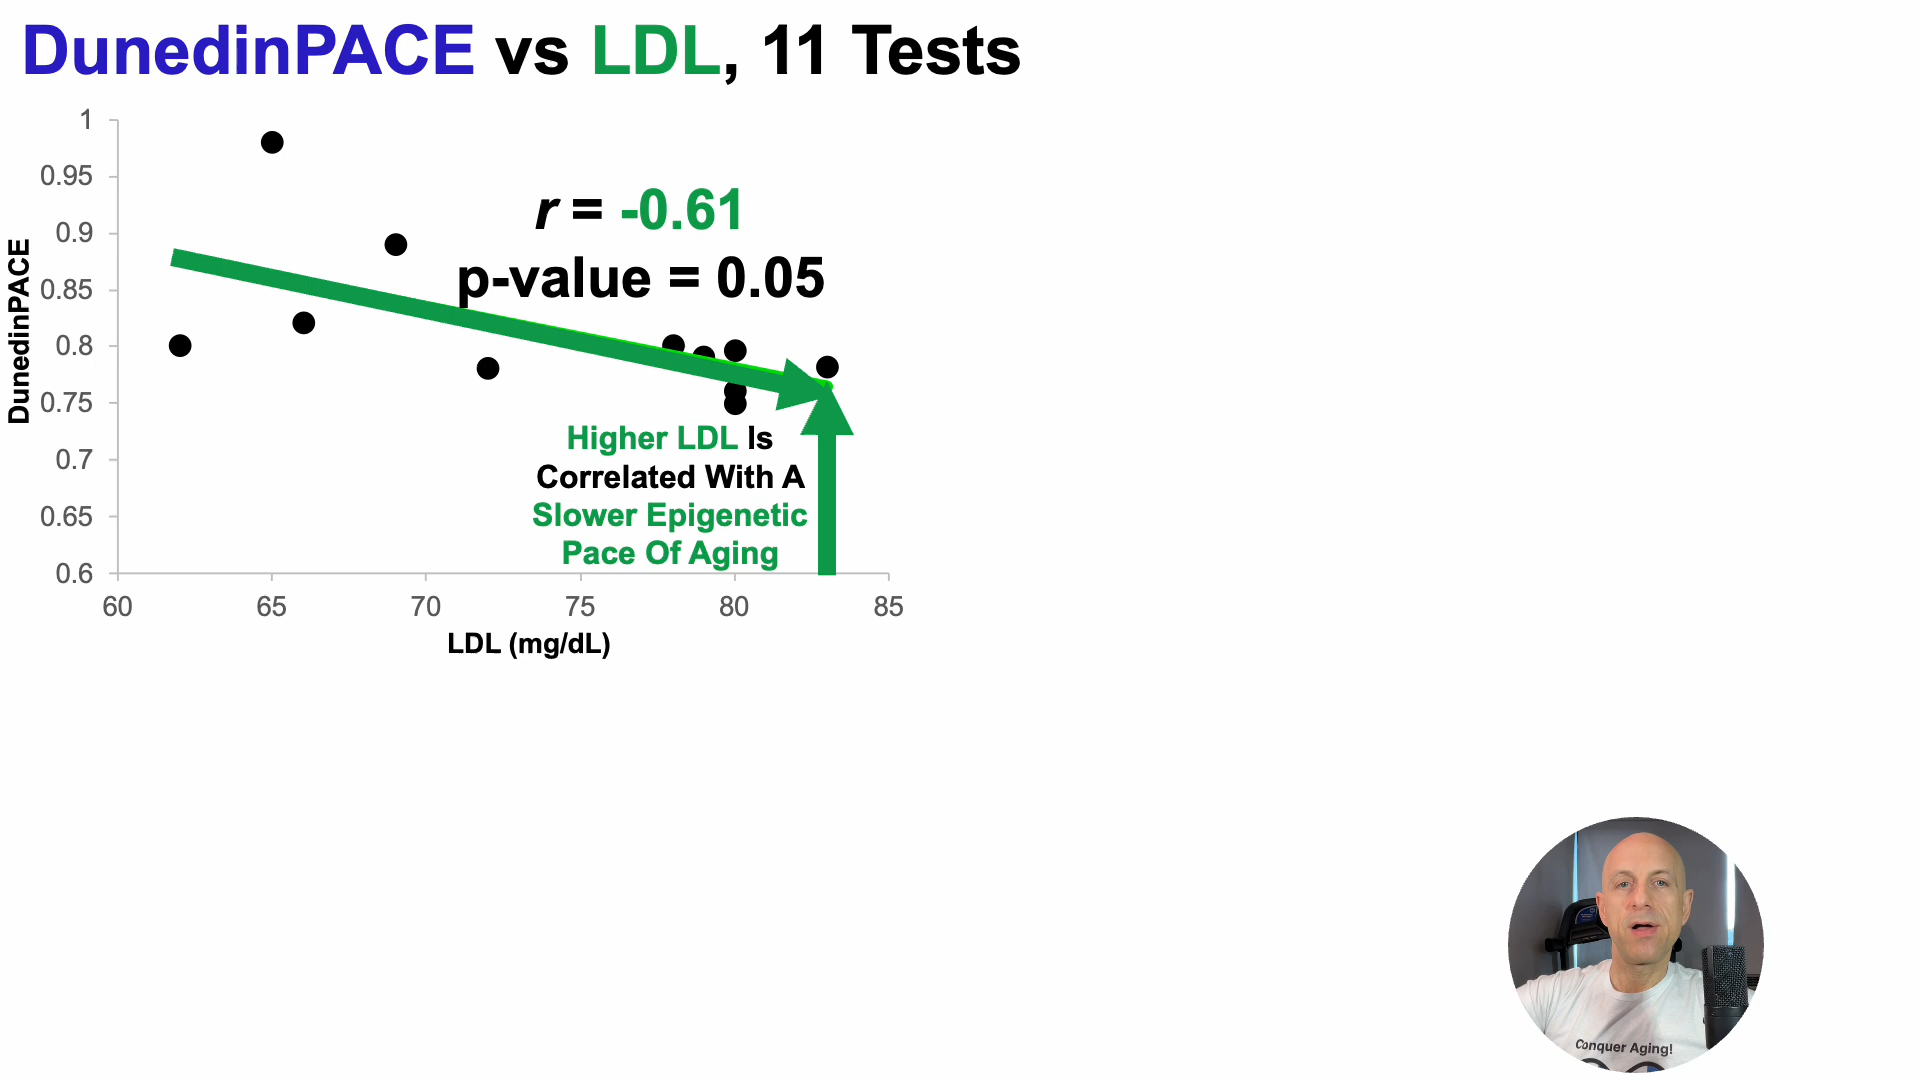 DunedinPACE vs LDL, 11 Tests
1
0.95
0.9
0.85
0.8
0.75
0.7
0.65
0.6
DunedinPACE
r = -0.61
p-value = 0.05
Higher LDL Is
Correlated With A
Slower Epigenetic
Pace Of Aging
60 65 70 75 80 85
LDL (mg/dL)
Conquer Aging!